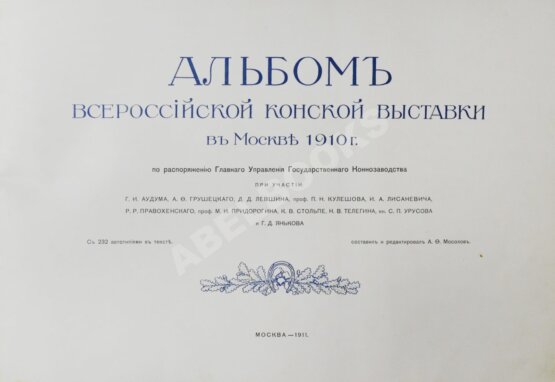 АЛЬБОМЪ
ВСЕРОССІЙСКОЙ КОНСКОЙ ВЫСТАВКИ
ВЪ МОСКВѢ 1910 Г.
по распоряженію Главнаго Управленія Государственнаго Коннозаводства
ПРИ УЧАСТІИ
Г. И. АУДУМА, А. Ѳ. ГРУШЕЦКАГО, Д. Д. ЛЕВШИНА, проф. П. Н. КУЛЕШОВА, И. А. ЛИСАНЕВИЧА,
Р. Р. ПРАВОХЕНСКАГО, проф. М. И. ПРИДОРОГИНА, К. В. СТОЛЬПЕ, Н. В. ТЕЛЕГИНА, кн. С. П. УРУСОВА
и Г. Д. ЯНЬКОВА
Съ 232 автотипіями въ текстѣ.
составилъ и редактировалъ А. Ѳ. Мосоловъ.
МОСКВА—1911.
ABELBOOKS